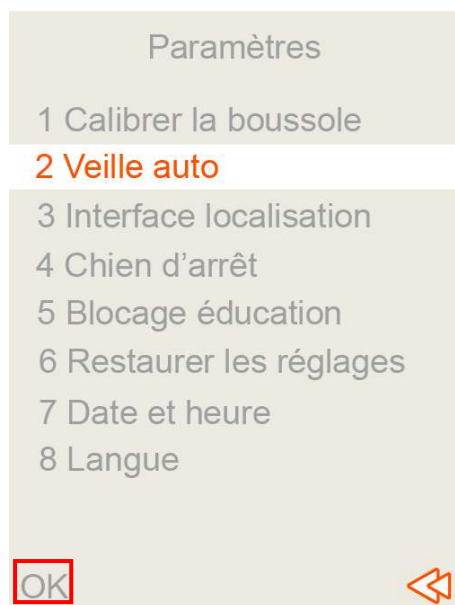 Paramètres
1 Calibrer la boussole
2 Veille auto
3 Interface localisation
4 Chien d’arrêt
5 Blocage éducation
6 Restaurer les réglages
7 Date et heure
8 Langue
OK